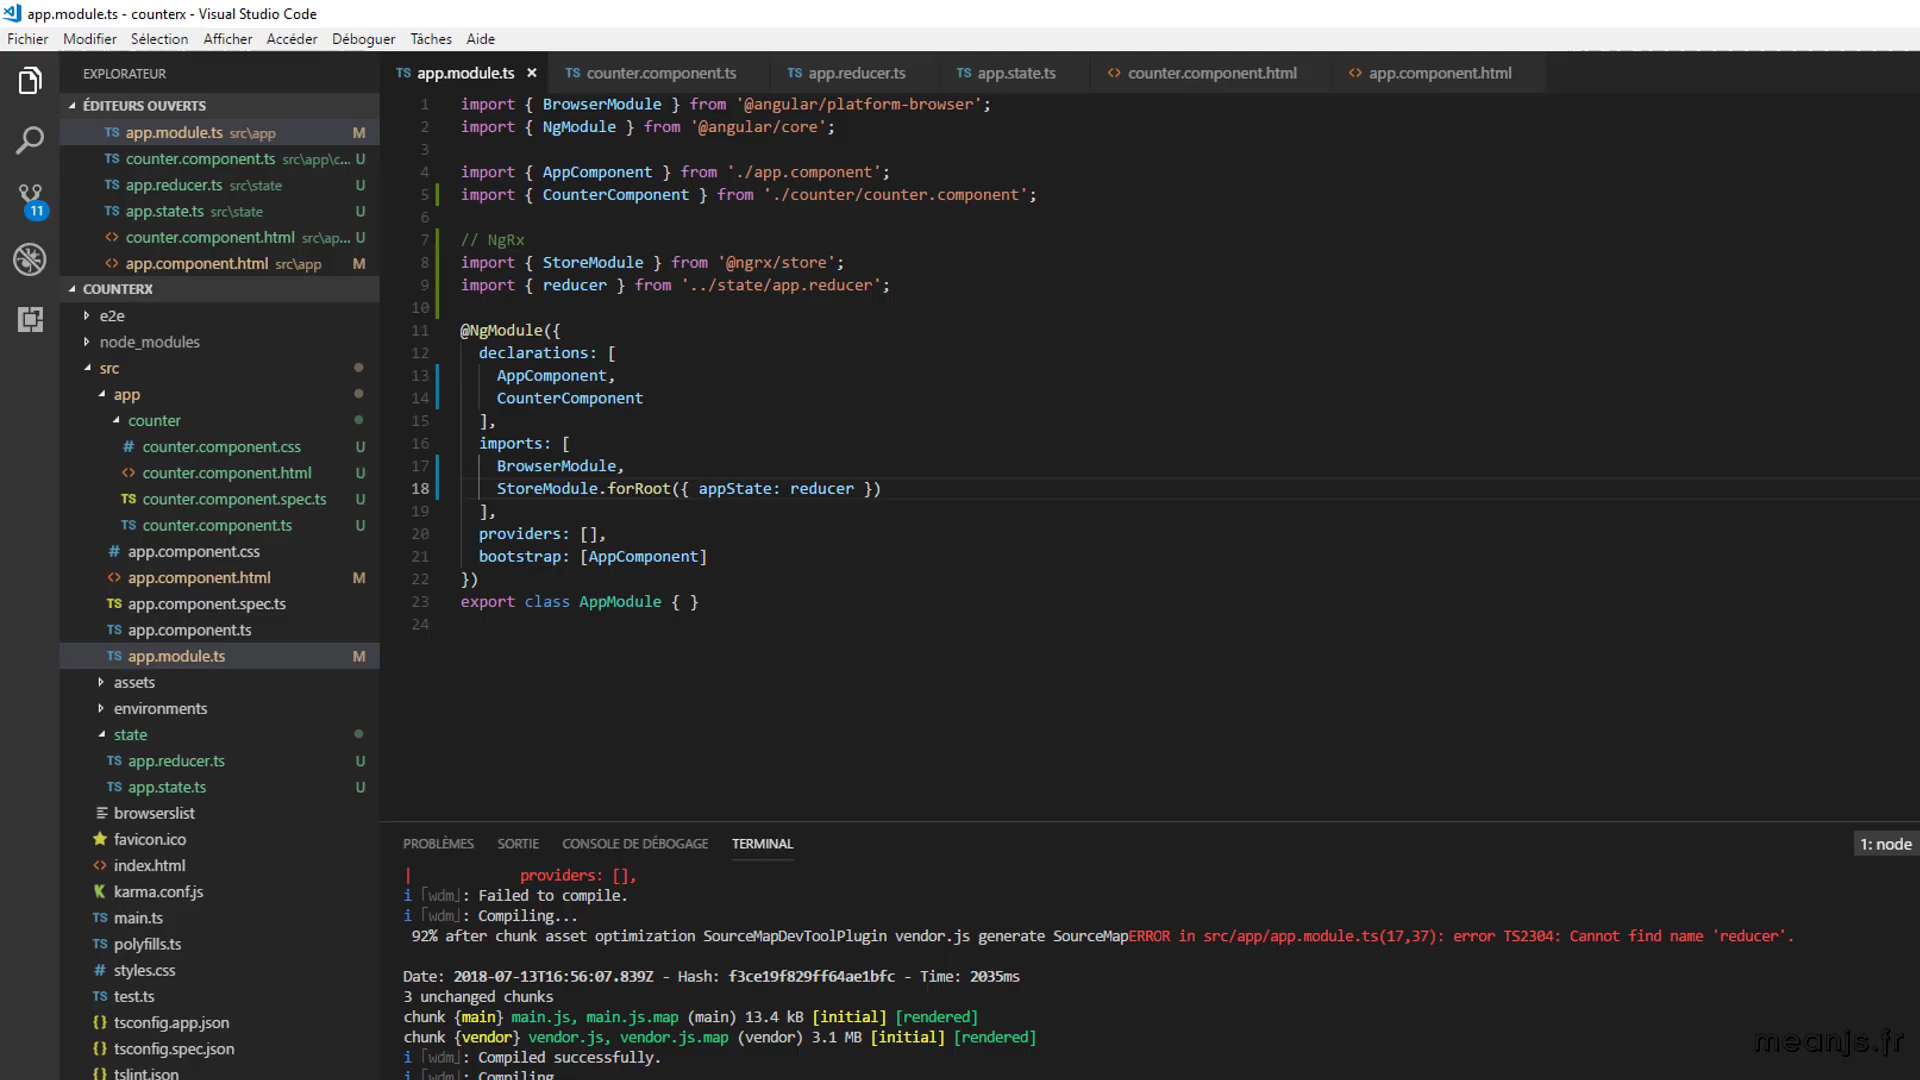 app.module.ts - counterx - Visual Studio Code
Fichier Modifier Sélection Afficher Accéder Déboguer Tâches Aide
EXPLORATEUR
ÉDITEURS OUVERTS
TS app.module.ts src\app M
TS counter.component.ts src\app\c... U
TS app.reducer.ts src\state U
TS app.state.ts src\state U
<> counter.component.html src\ap... U
<> app.component.html src\app M
11
COUNTERX
e2e
node_modules
src
app
counter
# counter.component.css U
<> counter.component.html U
TS counter.component.spec.ts U
TS counter.component.ts U
# app.component.css
<> app.component.html M
TS app.component.spec.ts
TS app.component.ts
TS app.module.ts M
assets
environments
state
TS app.reducer.ts U
TS app.state.ts U
browserslist
favicon.ico
<> index.html
karma.conf.js
TS main.ts
TS polyfills.ts
# styles.css
TS test.ts
{} tsconfig.app.json
{} tsconfig.spec.json
tslint.json
TS app.module.ts × TS counter.component.ts TS app.reducer.ts TS app.state.ts <> counter.component.html <> app.component.html
1 import { BrowserModule } from '@angular/platform-browser';
2 import { NgModule } from '@angular/core';
3
4 import { AppComponent } from './app.component';
5 import { CounterComponent } from './counter/counter.component';
6
7 // NgRx
8 import { StoreModule } from '@ngrx/store';
9 import { reducer } from '../state/app.reducer';
10
11 @NgModule({
12 declarations: [
13 AppComponent,
14 CounterComponent
15 ],
16 imports: [
17 BrowserModule,
18 StoreModule.forRoot({ appState: reducer })
19 ],
20 providers: [],
21 bootstrap: [AppComponent]
22 })
23 export class AppModule { }
24
PROBLÈMES SORTIE CONSOLE DE DÉBOGAGE TERMINAL 1: node
| providers: [],
i ｢wdm｣: Failed to compile.
i ｢wdm｣: Compiling...
92% after chunk asset optimization SourceMapDevToolPlugin vendor.js generate SourceMapERROR in src/app/app.module.ts(17,37): error TS2304: Cannot find name 'reducer'.
Date: 2018-07-13T16:56:07.839Z - Hash: f3ce19f829ff64ae1bfc - Time: 2035ms
3 unchanged chunks
chunk {main} main.js, main.js.map (main) 13.4 kB [initial] [rendered]
chunk {vendor} vendor.js, vendor.js.map (vendor) 3.1 MB [initial] [rendered]
i ｢wdm｣: Compiled successfully.
i ｢wdm｣: Compiling
meanjs.fr